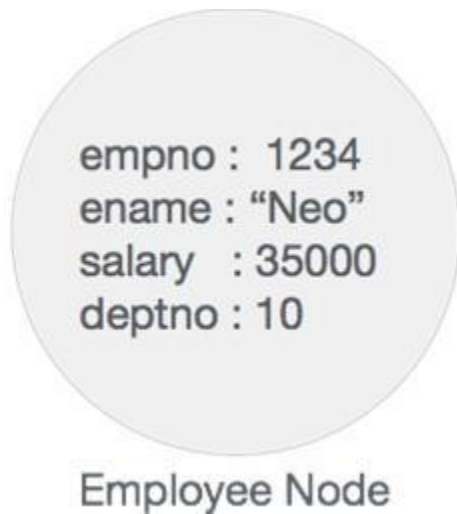 empno : 1234
ename : “Neo”
salary : 35000
deptno : 10
Employee Node